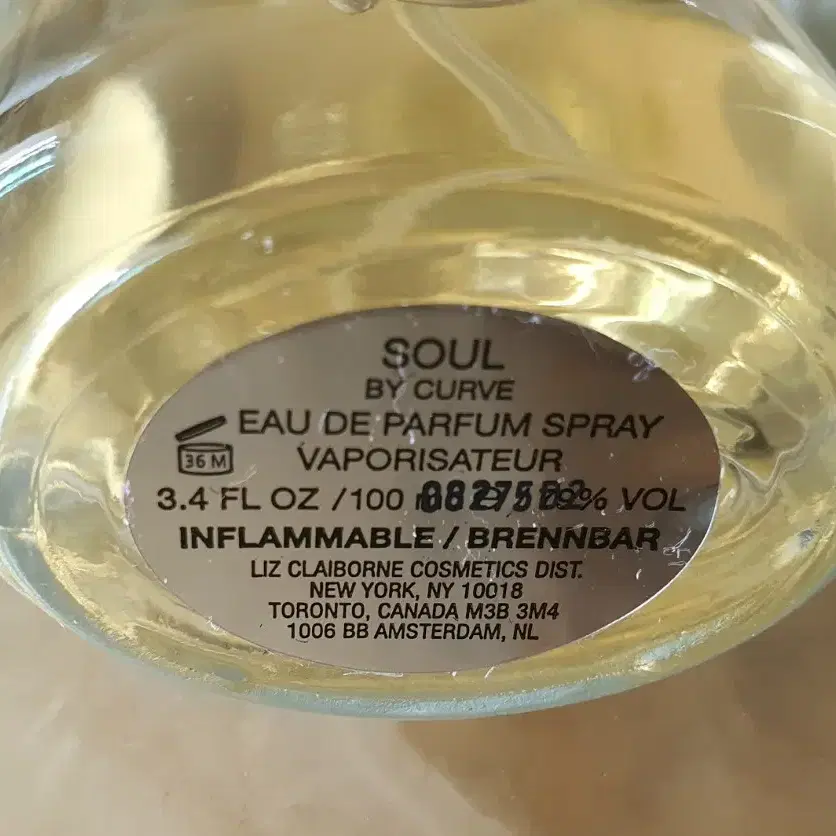 SOUL
BY CURVE
EAU DE PARFUM SPRAY
36 M
VAPORISATEUR
3.4 FL OZ /100 % VOL
INFLAMMABLE / BRENNBAR
LIZ CLAIBORNE COSMETICS DIST.
NEW YORK, NY 10018
TORONTO, CANADA M3B 3M4
1006 BB AMSTERDAM, NL